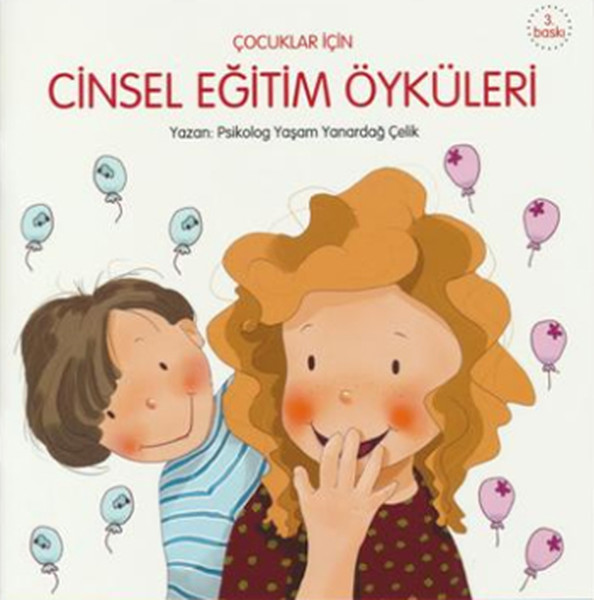 3.
baskı
ÇOCUKLAR İÇİN
CİNSEL EĞİTİM ÖYKÜLERİ
Yazan: Psikolog Yaşam Yanardağ Çelik